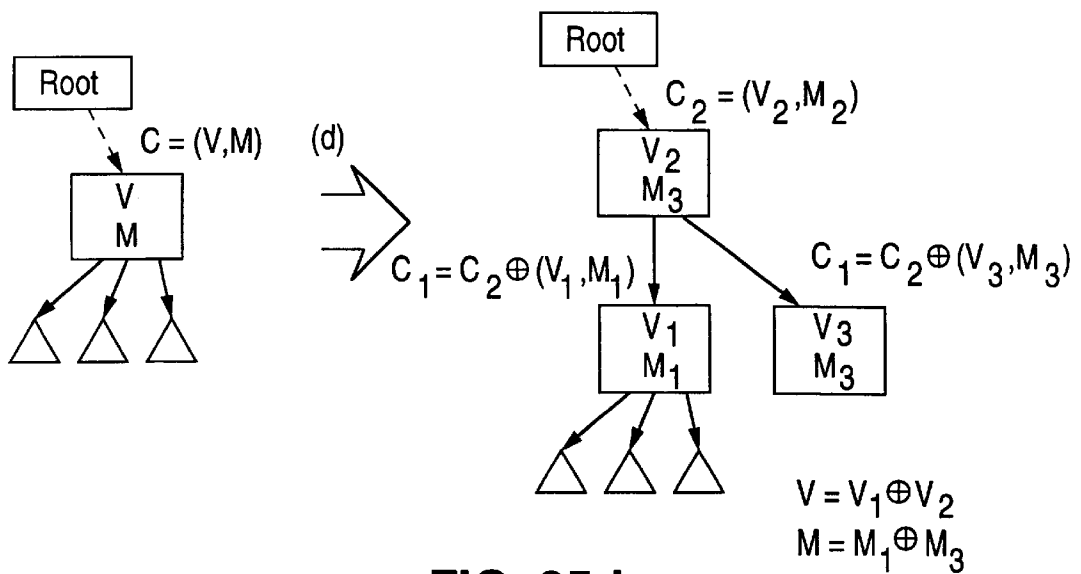 Root
C = (V,M)
V
M
(d)
Root
C₂ = (V₂,M₂)
V₂
M₃
C₁ = C₂ ⊕ (V₁,M₁)
C₁ = C₂ ⊕ (V₃,M₃)
V₁
M₁
V₃
M₃
V = V₁ ⊕ V₂
M = M₁ ⊕ M₃